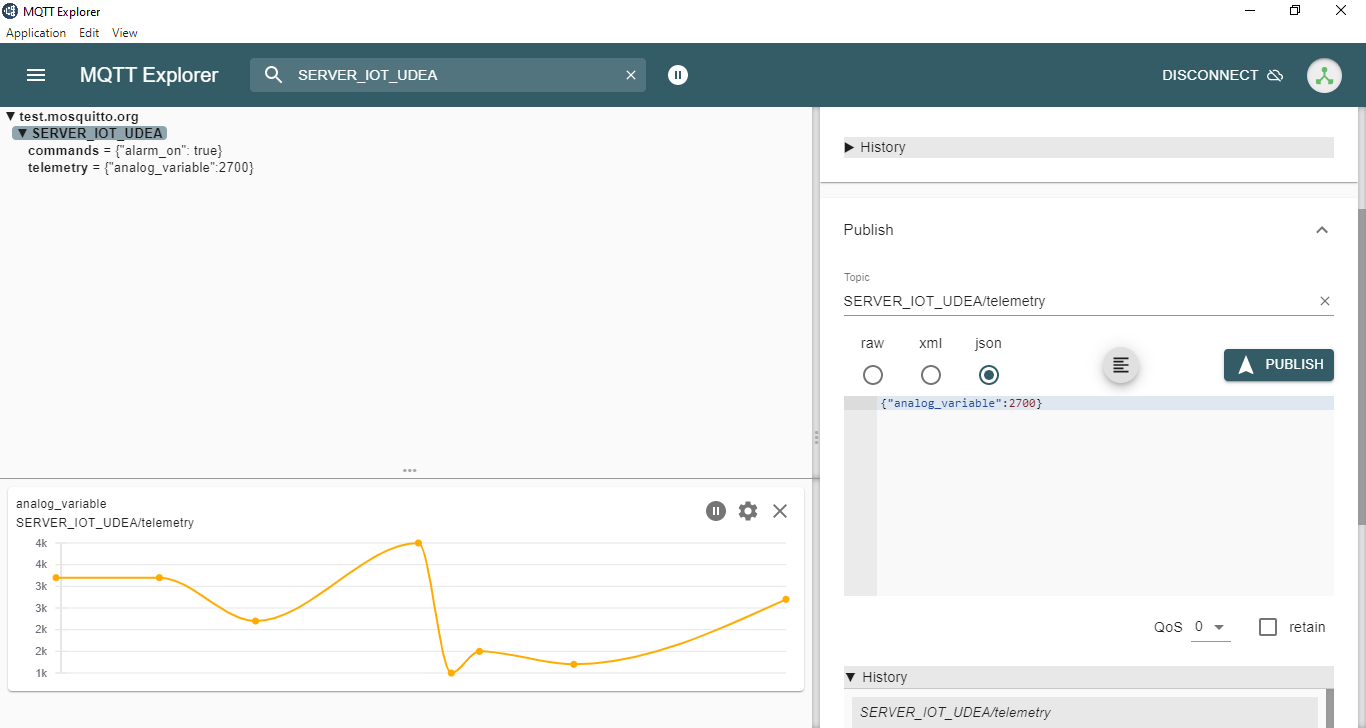 MQTT Explorer
Application Edit View
MQTT Explorer
SERVER_IOT_UDEA
DISCONNECT
test.mosquitto.org
SERVER_IOT_UDEA
commands = {"alarm_on": true}
telemetry = {"analog_variable":2700}
analog_variable
SERVER_IOT_UDEA/telemetry
4k
4k
3k
3k
2k
2k
1k
History
Publish
Topic
SERVER_IOT_UDEA/telemetry
raw xml json
PUBLISH
{"analog_variable":2700}
QoS 0 retain
History
SERVER_IOT_UDEA/telemetry